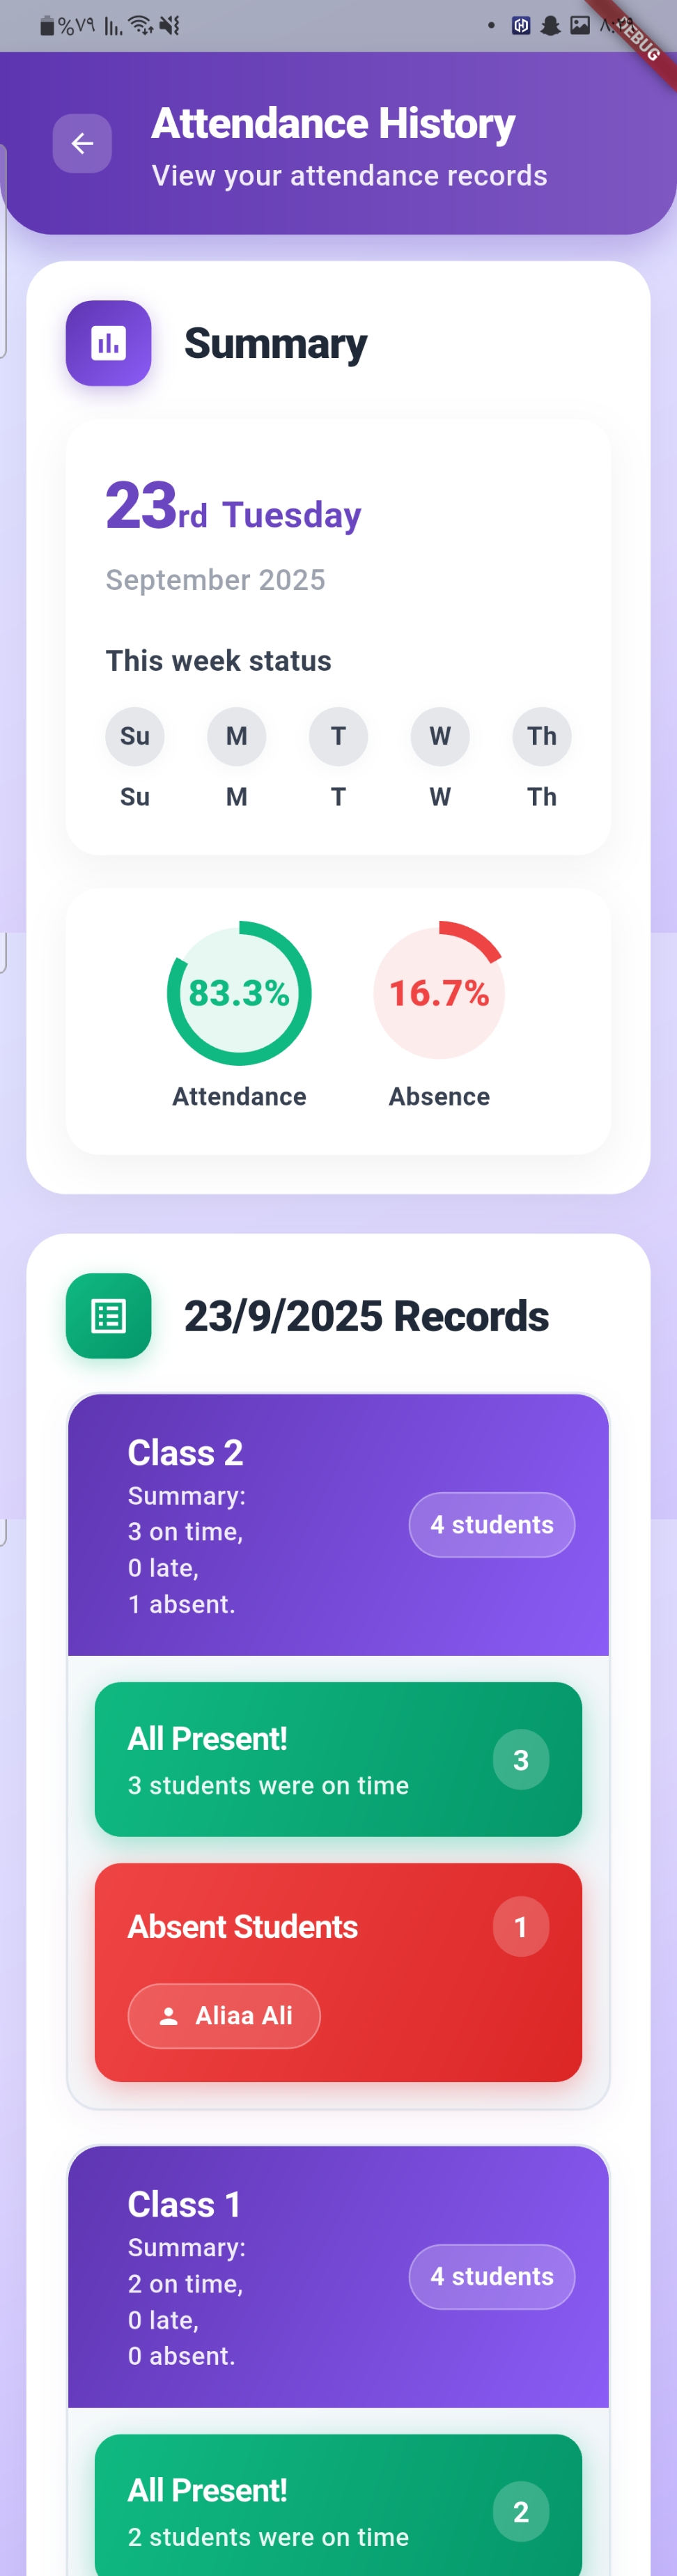 %٧٩
DEBUG
Attendance History
View your attendance records
Summary
23rd Tuesday
September 2025
This week status
Su M T W Th
Su M T W Th
83.3% 16.7%
Attendance Absence
23/9/2025 Records
Class 2
Summary:
3 on time,
0 late,
1 absent.
4 students
All Present!
3 students were on time
3
Absent Students
1
Aliaa Ali
Class 1
Summary:
2 on time,
0 late,
0 absent.
4 students
All Present!
2 students were on time
2